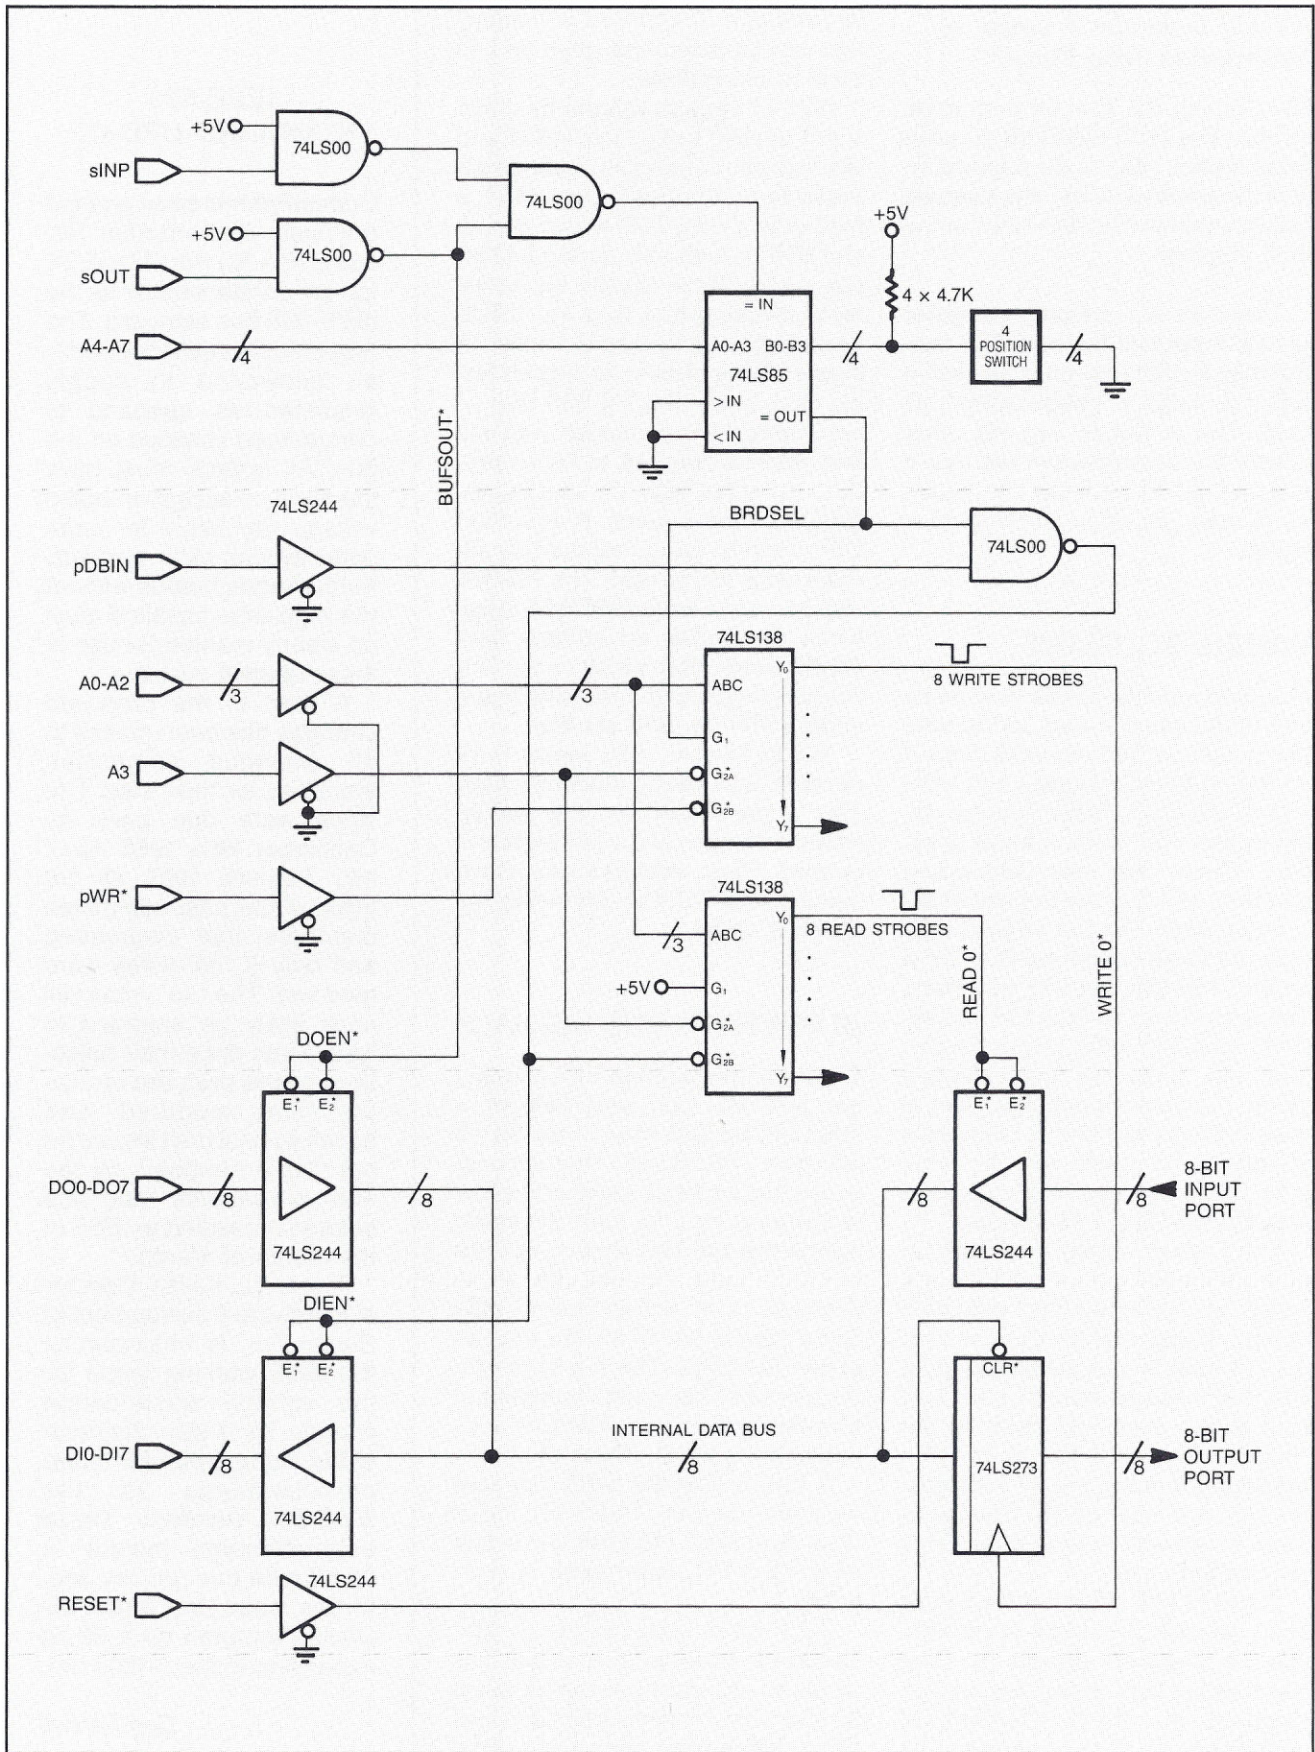 +5V
74LS00
sINP
74LS00
+5V
74LS00
sOUT
+5V
4 × 4.7K
= IN
A4-A7
4
A0-A3
B0-B3
74LS85
4
4
POSITION
SWITCH
4
> IN
= OUT
< IN
BUFSOUT*
74LS244
BRDSEL
pDBIN
74LS00
74LS138
A0-A2
3
3
ABC
Y0
8 WRITE STROBES
G1
A3
G2A*
G2B*
Y7
pWR*
74LS138
3
ABC
Y0
8 READ STROBES
+5V
G1
G2A*
G2B*
Y7
READ 0*
WRITE 0*
DOEN*
E1*
E2*
E1*
E2*
DO0-DO7
8
8
74LS244
8
74LS244
8
8-BIT
INPUT
PORT
DIEN*
E1*
E2*
CLR*
DI0-DI7
8
74LS244
INTERNAL DATA BUS
8
74LS273
8
8-BIT
OUTPUT
PORT
RESET*
74LS244